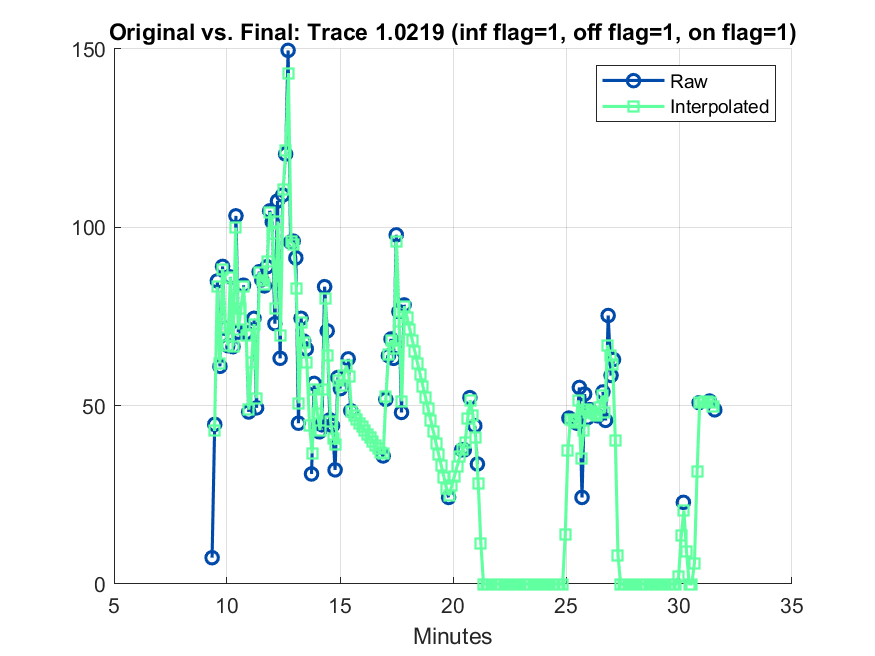 Original vs. Final: Trace 1.0219 (inf flag=1, off flag=1, on flag=1)
150
Raw
Interpolated
100
50
0
5 10 15 20 25 30 35
Minutes